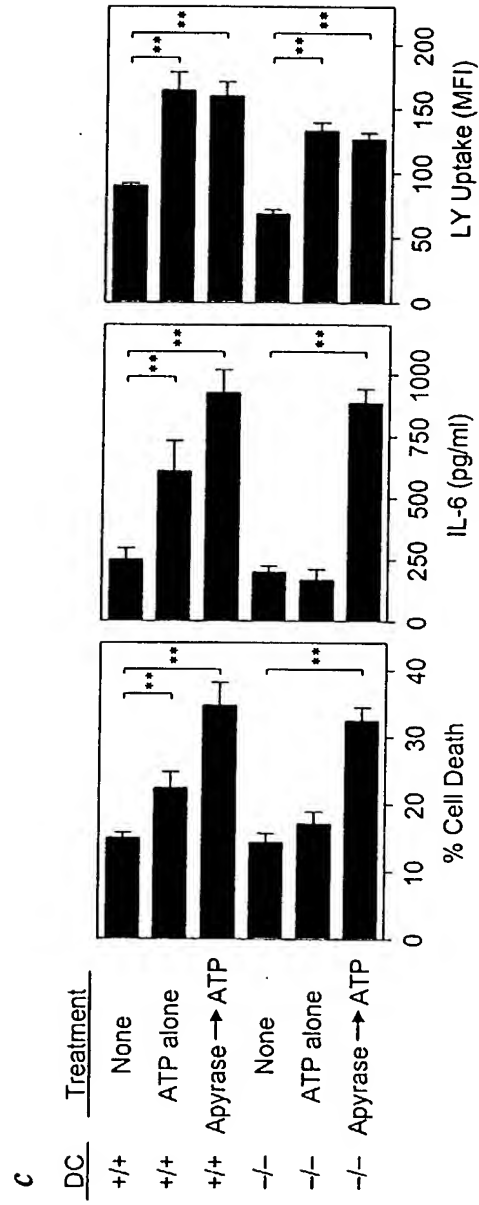 c
DC Treatment
+/+ None
+/+ ATP alone
+/+ Apyrase → ATP
−/− None
−/− ATP alone
−/− Apyrase → ATP
** **
**
0 10 20 30 40
% Cell Death
** **
**
0 250 500 750 1000
IL-6 (pg/ml)
** **
** **
0 50 100 150 200
LY Uptake (MFI)